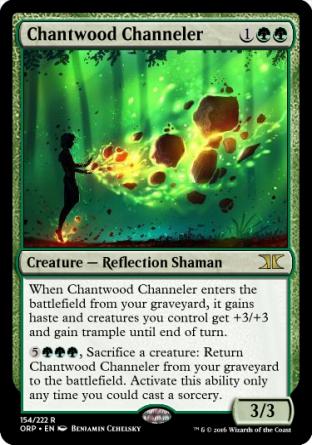 Chantwood Channeler 1
Creature — Reflection Shaman
When Chantwood Channeler enters the
battlefield from your graveyard, it gains
haste and creatures you control get +3/+3
and gain trample until end of turn.
5, Sacrifice a creature: Return
Chantwood Channeler from your graveyard
to the battlefield. Activate this ability only
any time you could cast a sorcery.
3/3
154/222 R
ORP • EN Benjamin Cehelsky ™ & © 2016 Wizards of the Coast